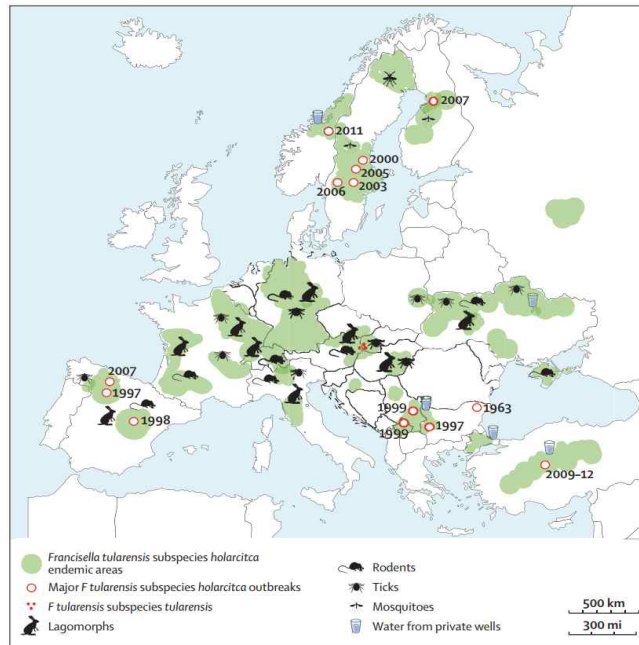 2007
2011
2000
2005
2006
2003
2007
1997
1998
1999
1963
1999
1997
2009–12
Francisella tularensis subspecies holarcitca
endemic areas
Major F tularensis subspecies holarcitca outbreaks
F tularensis subspecies tularensis
Lagomorphs
Rodents
Ticks
Mosquitoes
Water from private wells
500 km
300 mi